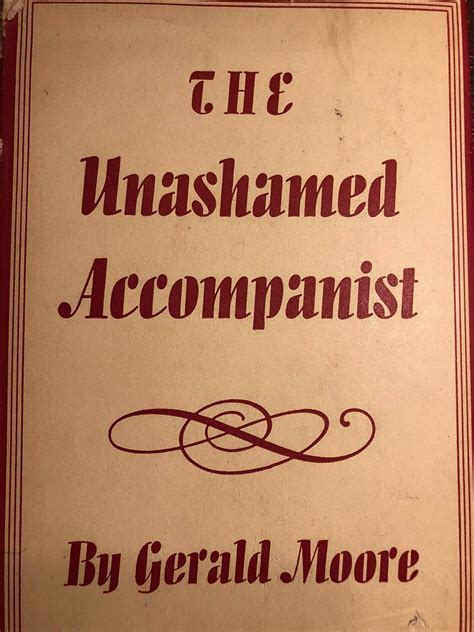 THE
Unashamed
Accompanist
By Gerald Moore